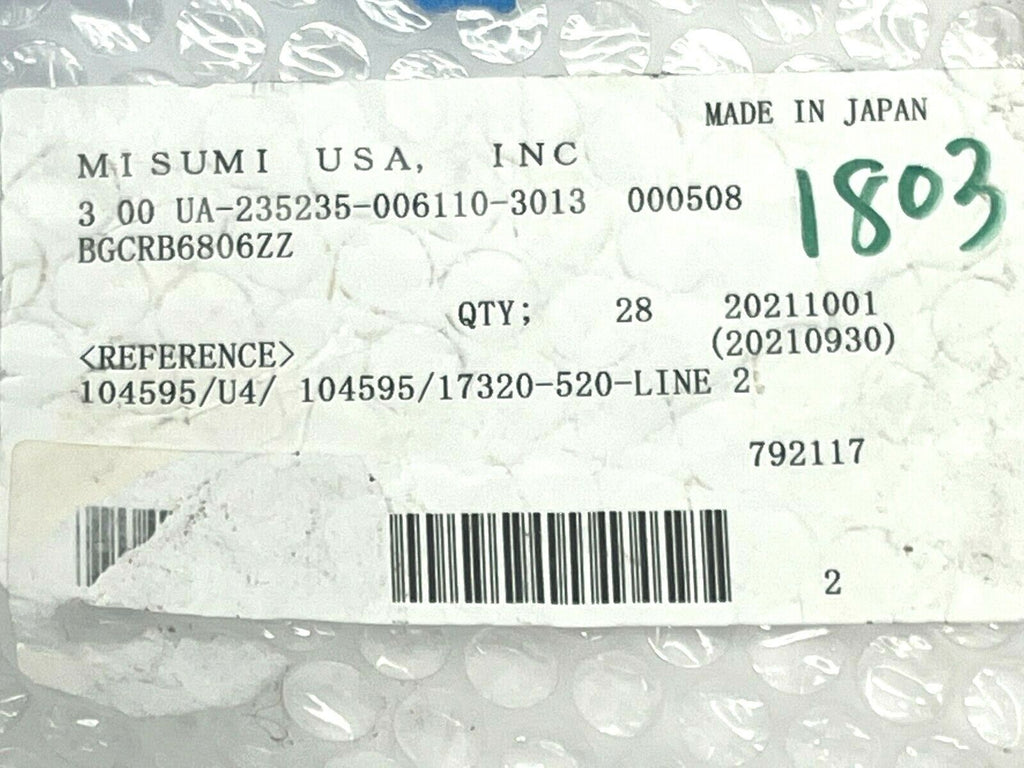 MADE IN JAPAN
MISUMI USA, INC
1803
3 00 UA-235235-006110-3013 000508
BGCRB6806ZZ
QTY; 28 20211001
(20210930)
<REFERENCE>
104595/U4/ 104595/17320-520-LINE 2.
792117
2